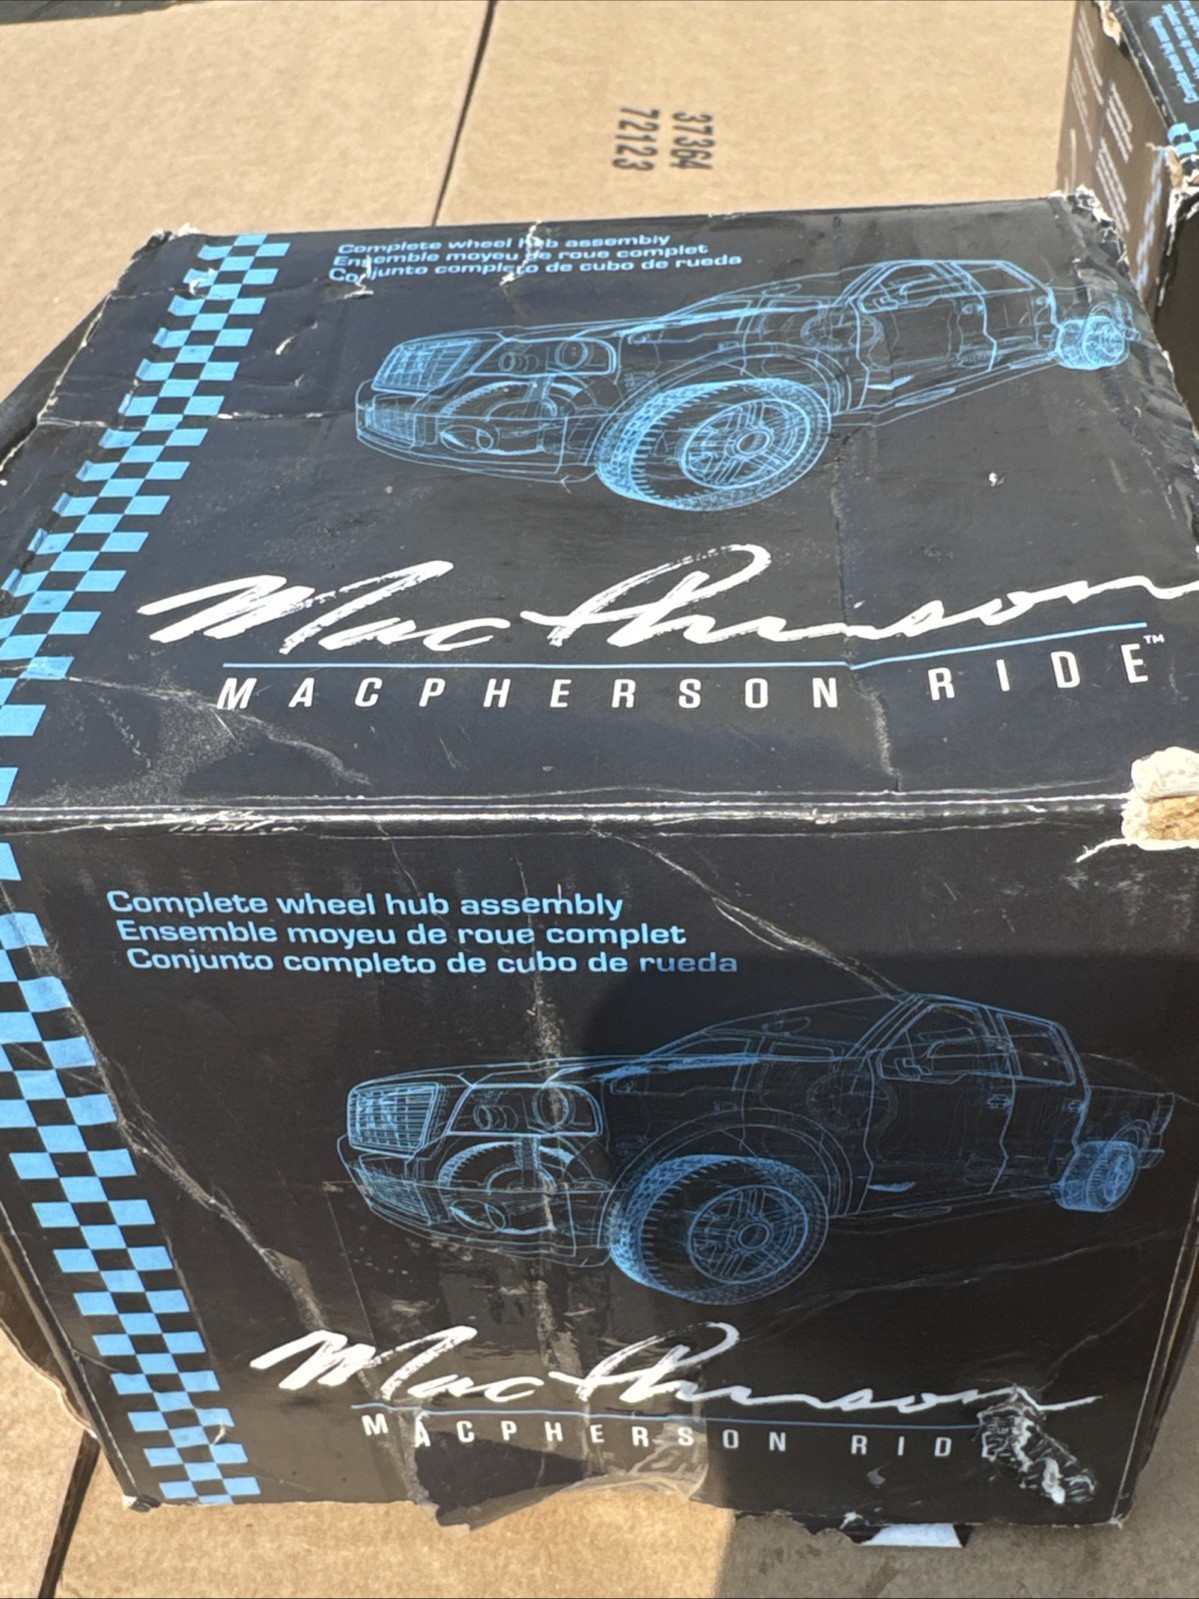 37364
72123
Complete wheel hub assembly
Ensemble moyeu de roue complet
Conjunto completo de cubo de rueda
MacPherson
MACPHERSON RIDE™
Complete wheel hub assembly
Ensemble moyeu de roue complet
Conjunto completo de cubo de rueda
MacPherson
MACPHERSON RID